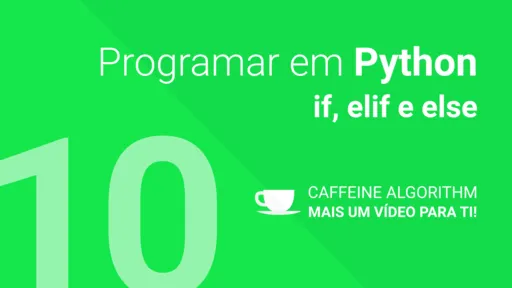 Programar em Python
if, elif e else
10
CAFFEINE ALGORITHM
MAIS UM VÍDEO PARA TI!